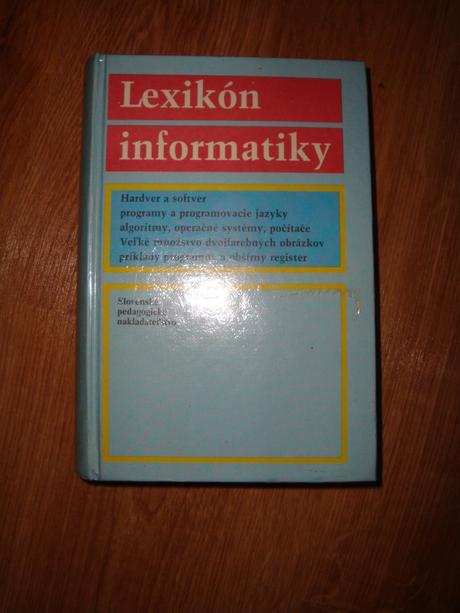 Lexikón
informatiky
Hardver a softver
programy a programovacie jazyky
algoritmy, operačné systémy, počítače
Veľké množstvo dvojfarebných obrázkov
príklady programov a obšírny register
Slovenské
pedagogické
nakladateľstvo